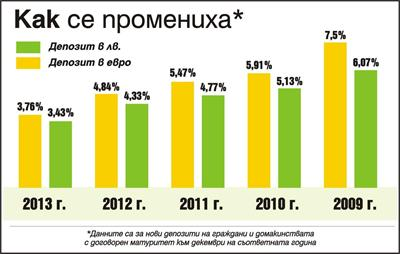 Как се промениха*
Депозит в лв.
Депозит в евро
3,76% 3,43% 4,84% 4,33% 5,47% 4,77% 5,91% 5,13% 7,5% 6,07%
2013 г. 2012 г. 2011 г. 2010 г. 2009 г.
*Данните са за нови депозити на граждани и домакинствата
с договорен матуритет към декември на съответната година